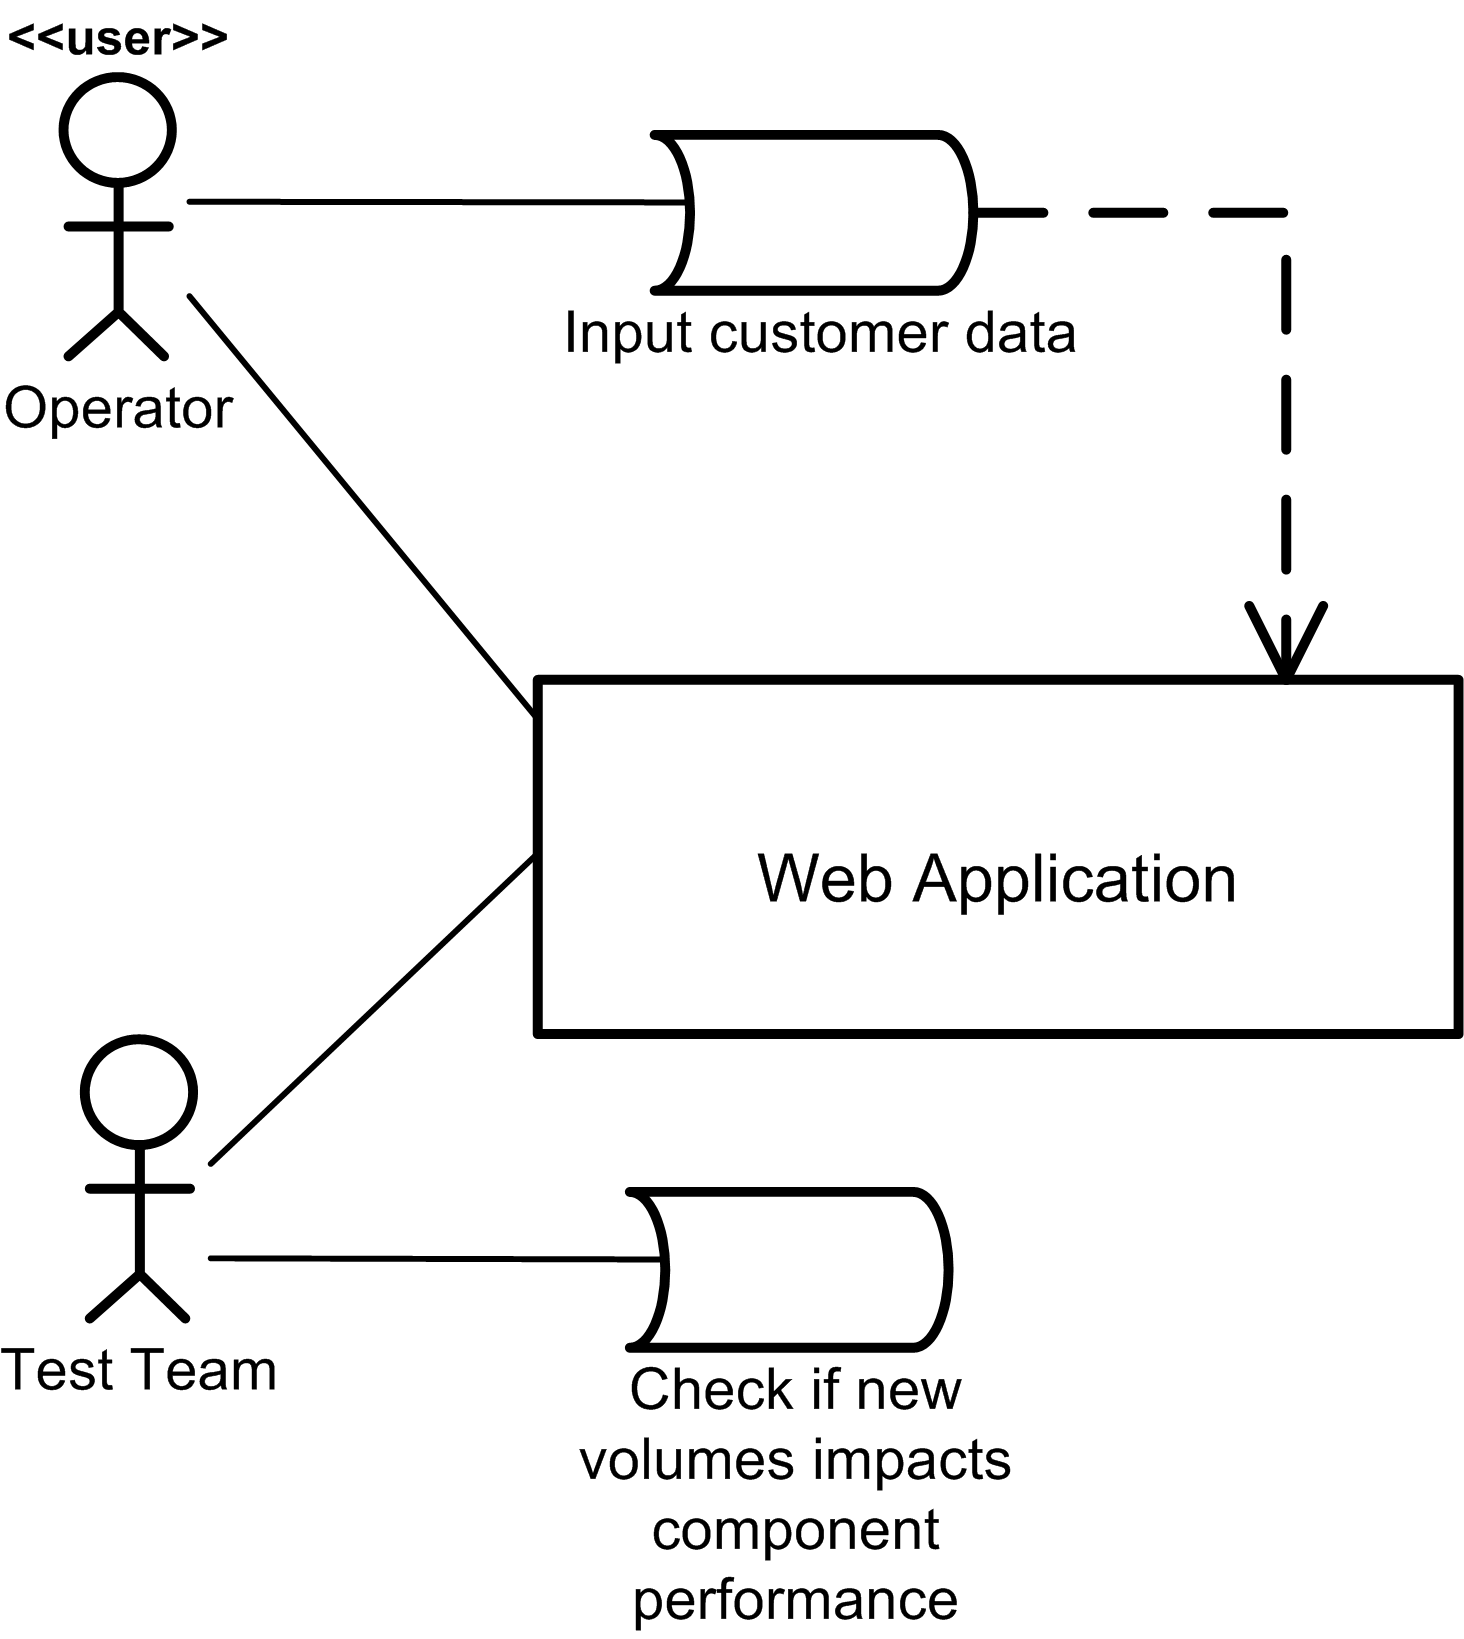 <<user>>
Operator
Input customer data
Web Application
Test Team
Check if new
volumes impacts
component
performance